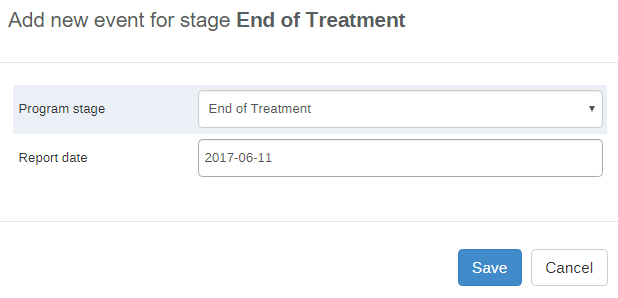 Add new event for stage End of Treatment
Program stage
End of Treatment
Report date
2017-06-11
Save
Cancel